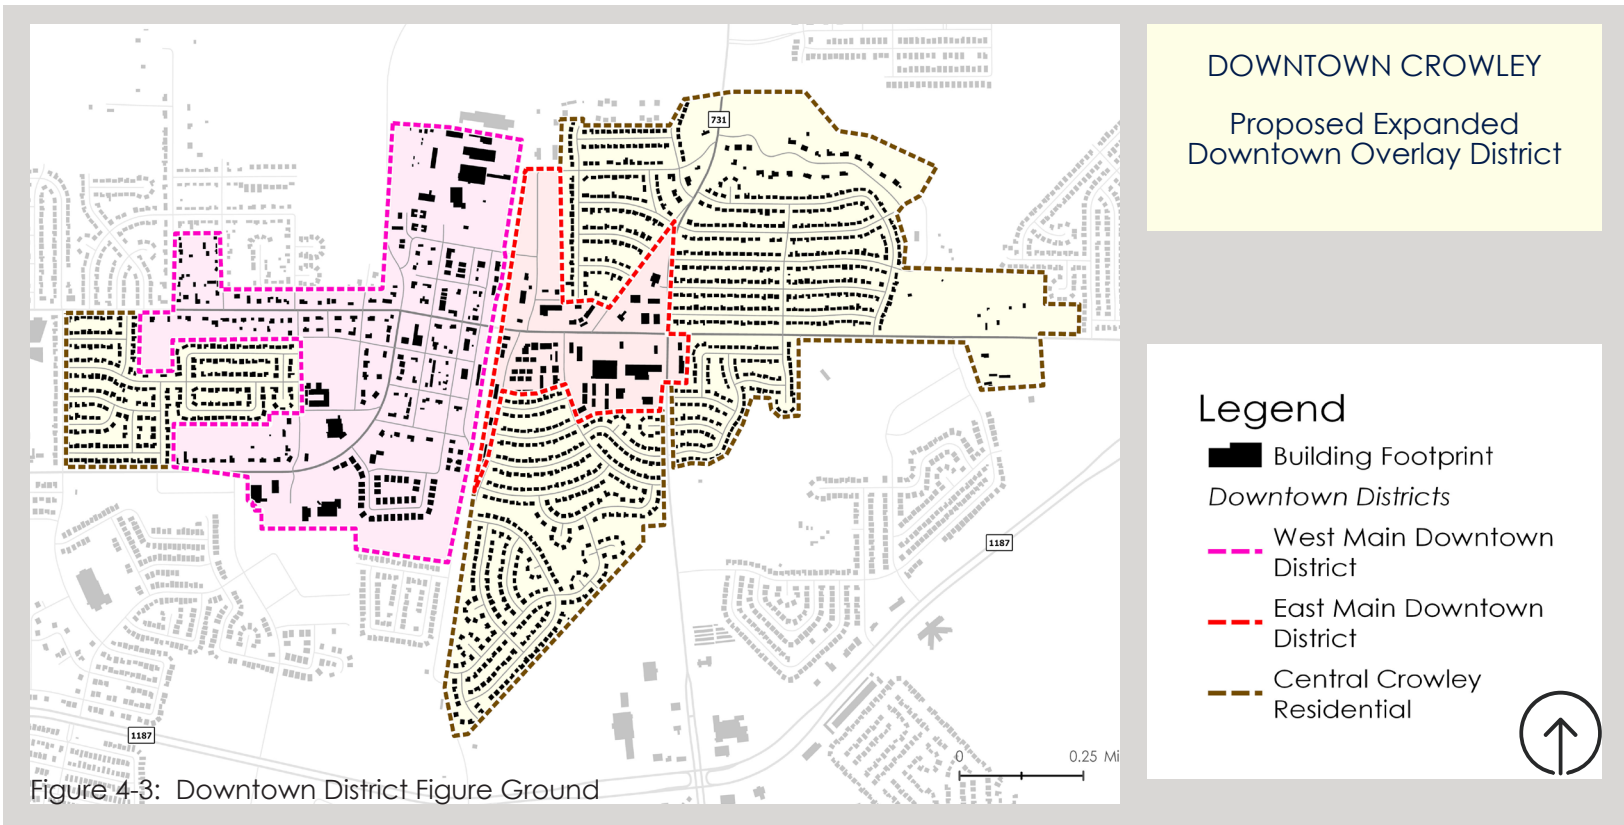 DOWNTOWN CROWLEY
Proposed Expanded
Downtown Overlay District
731
1187
1187
0 0.25 Mi
Figure 4-3: Downtown District Figure Ground
Legend
Building Footprint
Downtown Districts
West Main Downtown
District
East Main Downtown
District
Central Crowley
Residential